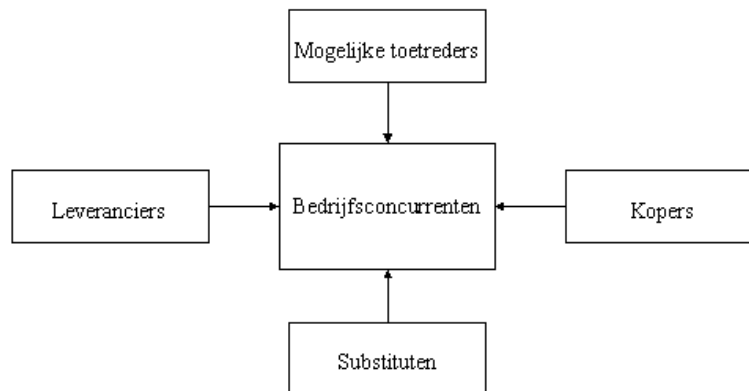 Mogelijke toetreders
Leveranciers
Bedrijfsconcurrenten
Kopers
Substituten